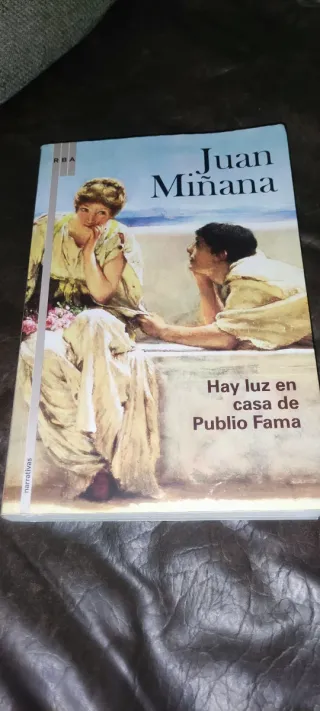 RBA
Juan
Miñana
Hay luz en
casa de
Publio Fama
narrativas